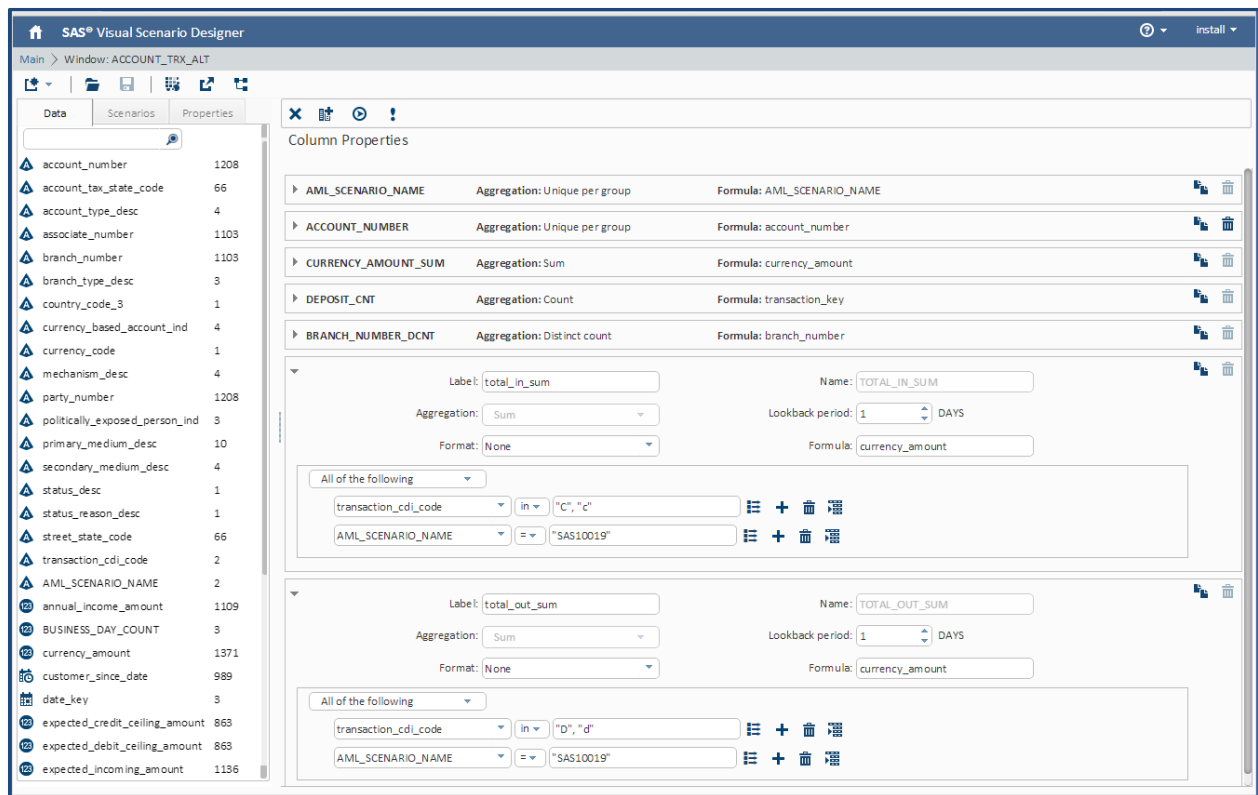 SAS® Visual Scenario Designer
install
Main > Window: ACCOUNT_TRX_ALT
Data Scenarios Properties
account_number 1208
account_tax_state_code 66
account_type_desc 4
associate_number 1103
branch_number 1103
branch_type_desc 3
country_code_3 1
currency_based_account_ind 4
currency_code 1
mechanism_desc 4
party_number 1208
politically_exposed_person_ind 3
primary_medium_desc 10
secondary_medium_desc 4
status_desc 1
status_reason_desc 1
street_state_code 66
transaction_cdi_code 2
AML_SCENARIO_NAME 2
annual_income_amount 1109
BUSINESS_DAY_COUNT 3
currency_amount 1371
customer_since_date 989
date_key 3
expected_credit_ceiling_amount 863
expected_debit_ceiling_amount 863
expected_incoming_amount 1136
Column Properties
AML_SCENARIO_NAME Aggregation: Unique per group Formula: AML_SCENARIO_NAME
ACCOUNT_NUMBER Aggregation: Unique per group Formula: account_number
CURRENCY_AMOUNT_SUM Aggregation: Sum Formula: currency_amount
DEPOSIT_CNT Aggregation: Count Formula: transaction_key
BRANCH_NUMBER_DCNT Aggregation: Distinct count Formula: branch_number
Label: total_in_sum Name: TOTAL_IN_SUM
Aggregation: Sum Lookback period: 1 DAYS
Format: None Formula: currency_amount
All of the following
transaction_cdi_code in "C", "c"
AML_SCENARIO_NAME = "SAS10019"
Label: total_out_sum Name: TOTAL_OUT_SUM
Aggregation: Sum Lookback period: 1 DAYS
Format: None Formula: currency_amount
All of the following
transaction_cdi_code in "D", "d"
AML_SCENARIO_NAME = "SAS10019"